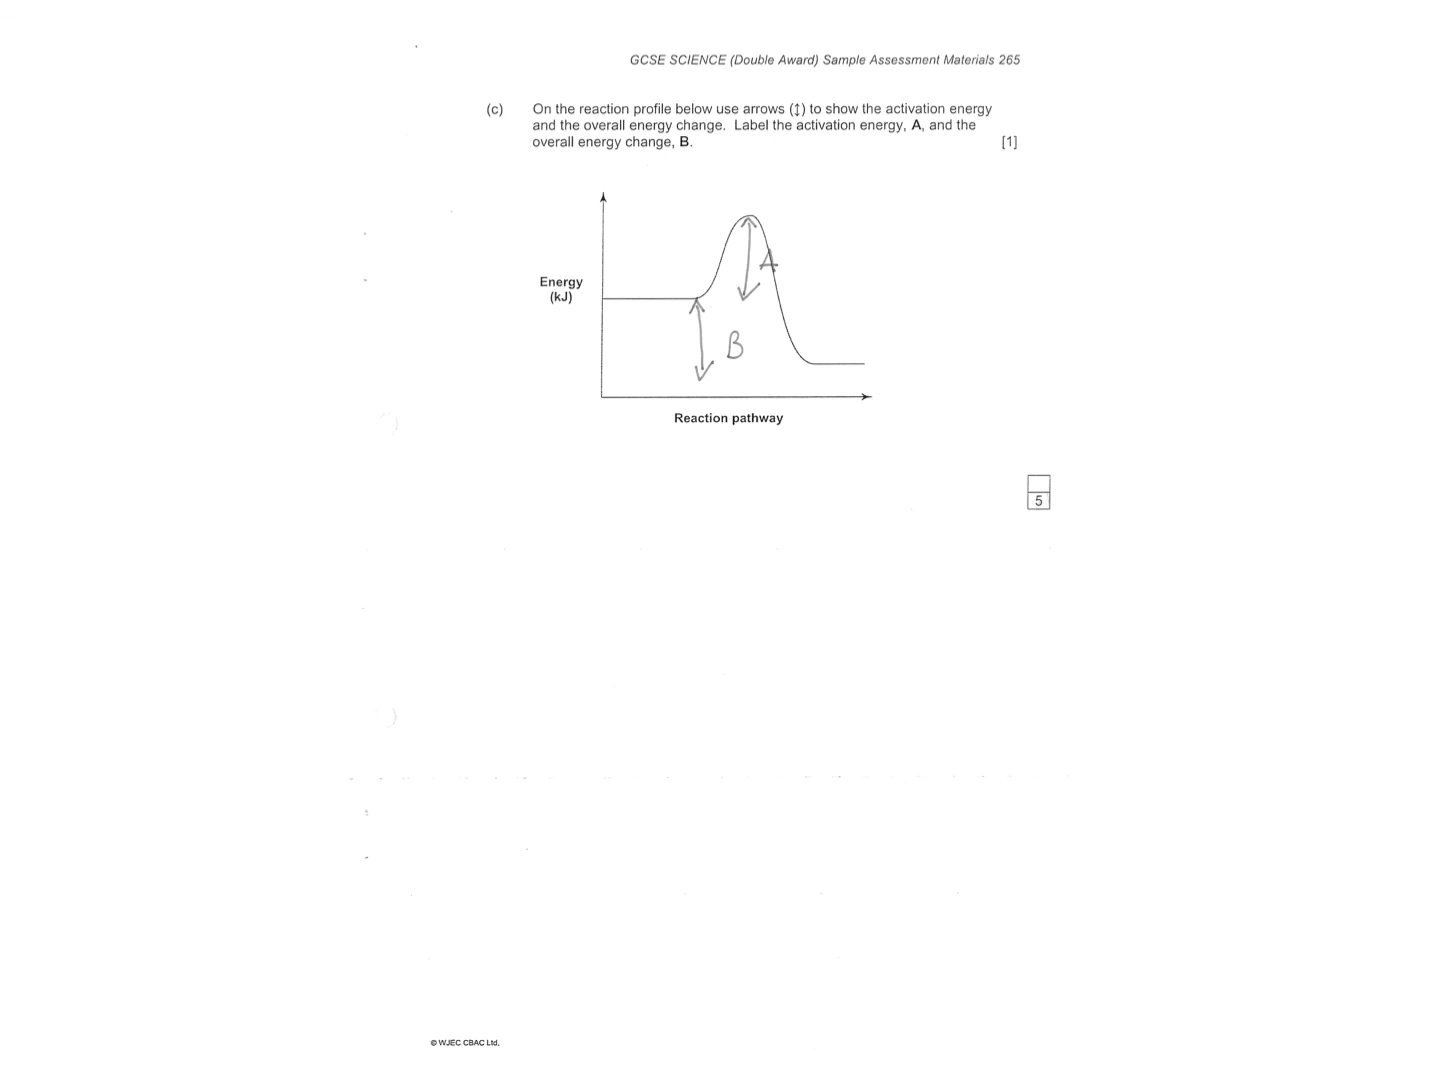 GCSE SCIENCE (Double Award) Sample Assessment Materials 265
(c) On the reaction profile below use arrows (↕) to show the activation energy
and the overall energy change. Label the activation energy, A, and the
overall energy change, B. [1]
A
Energy
(kJ)
B
Reaction pathway
5
© WJEC CBAC Ltd.